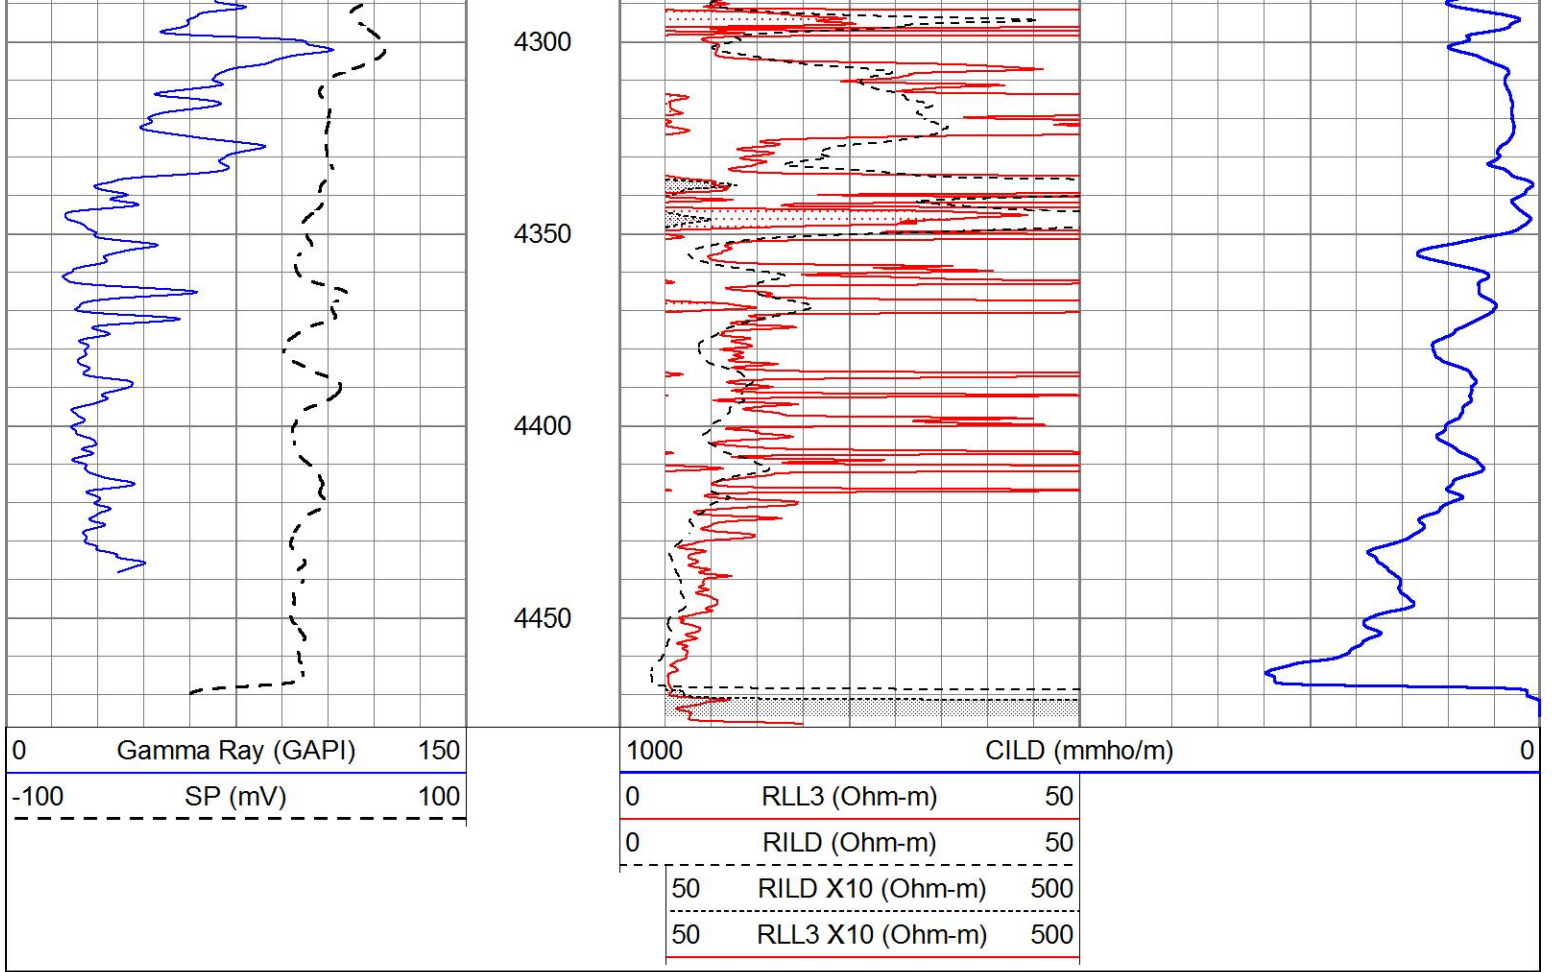 4300
4350
4400
4450
0 Gamma Ray (GAPI) 150
1000 CILD (mmho/m) 0
-100 SP (mV) 100
0 RLL3 (Ohm-m) 50
0 RILD (Ohm-m) 50
50 RILD X10 (Ohm-m) 500
50 RLL3 X10 (Ohm-m) 500